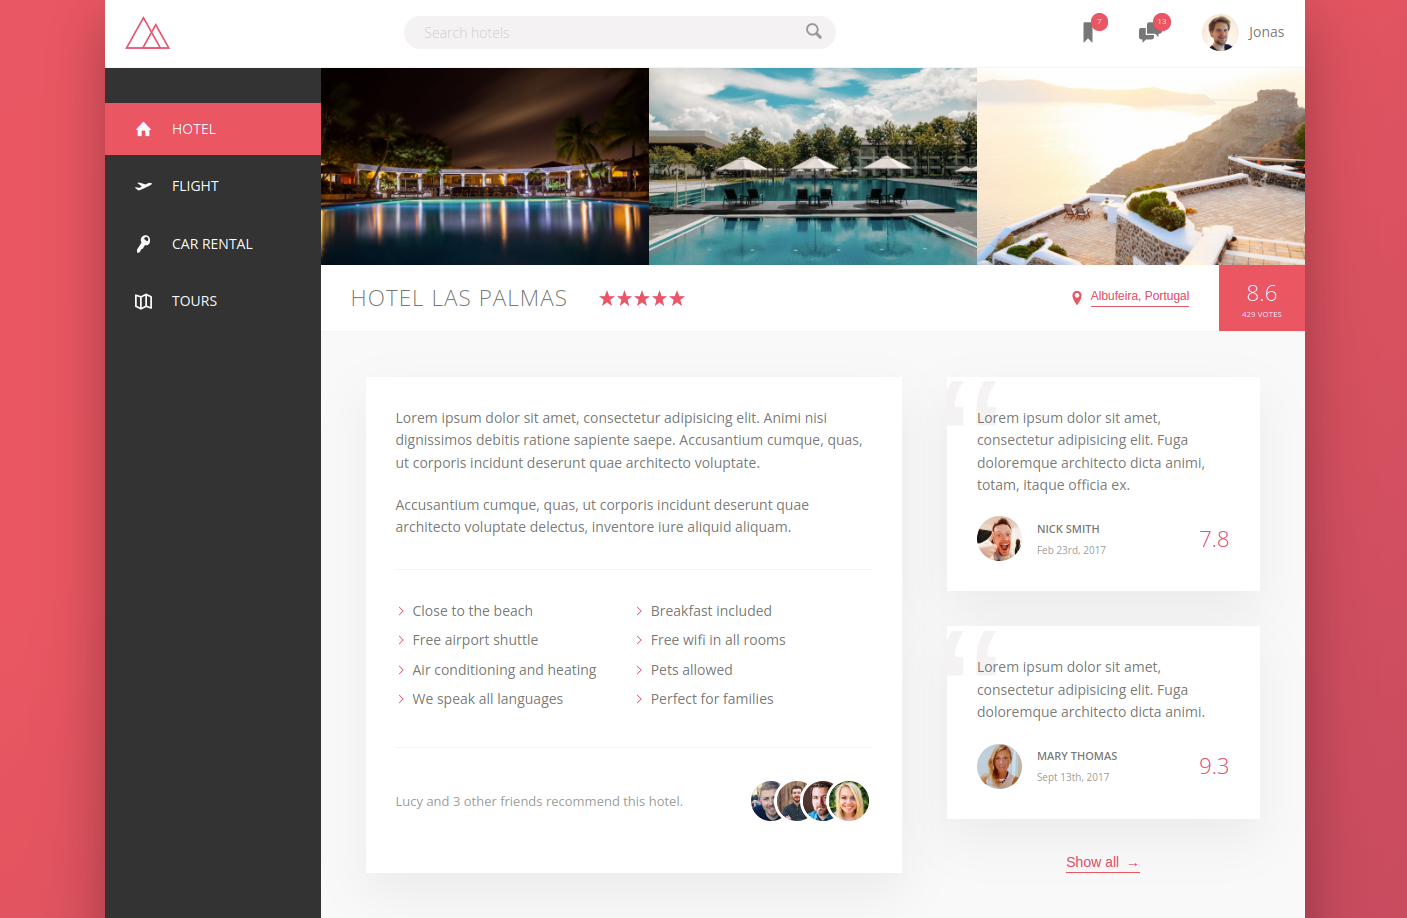 Search hotels
7
13
Jonas
HOTEL
FLIGHT
CAR RENTAL
TOURS
HOTEL LAS PALMAS
Albufeira, Portugal
8.6
429 VOTES
Lorem ipsum dolor sit amet, consectetur adipisicing elit. Animi nisi
dignissimos debitis ratione sapiente saepe. Accusantium cumque, quas,
ut corporis incidunt deserunt quae architecto voluptate.
Accusantium cumque, quas, ut corporis incidunt deserunt quae
architecto voluptate delectus, inventore iure aliquid aliquam.
Close to the beach
Breakfast included
Free airport shuttle
Free wifi in all rooms
Air conditioning and heating
Pets allowed
We speak all languages
Perfect for families
Lucy and 3 other friends recommend this hotel.
“
Lorem ipsum dolor sit amet,
consectetur adipisicing elit. Fuga
doloremque architecto dicta animi,
totam, itaque officia ex.
NICK SMITH
Feb 23rd, 2017
7.8
“
Lorem ipsum dolor sit amet,
consectetur adipisicing elit. Fuga
doloremque architecto dicta animi.
MARY THOMAS
Sept 13th, 2017
9.3
Show all →